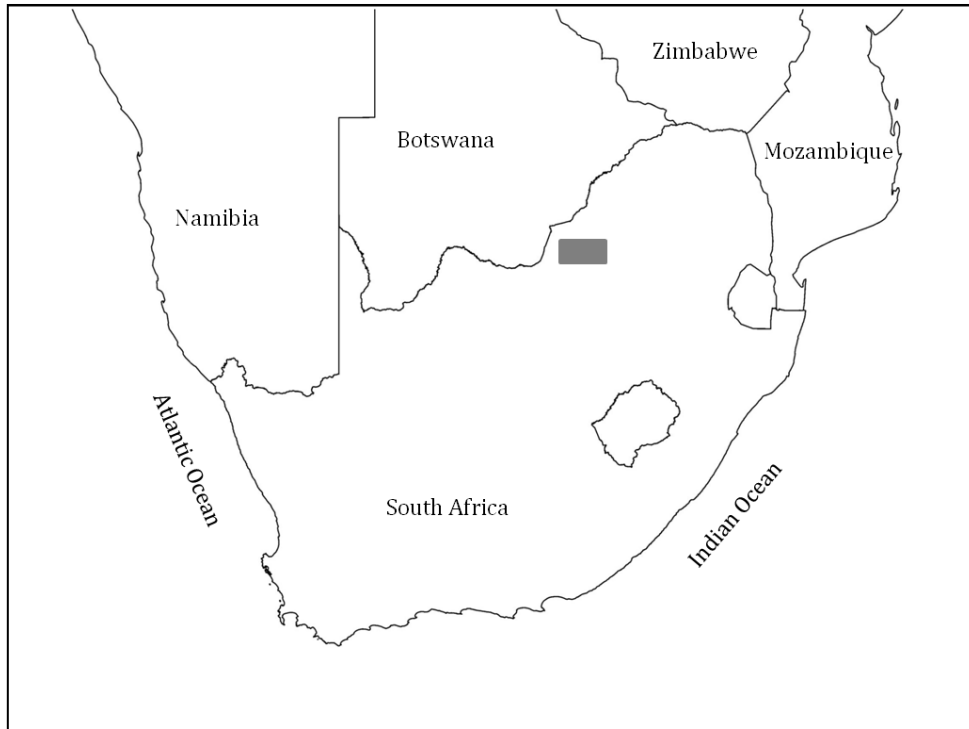 Zimbabwe
Botswana
Mozambique
Namibia
Atlantic Ocean
South Africa
Indian Ocean